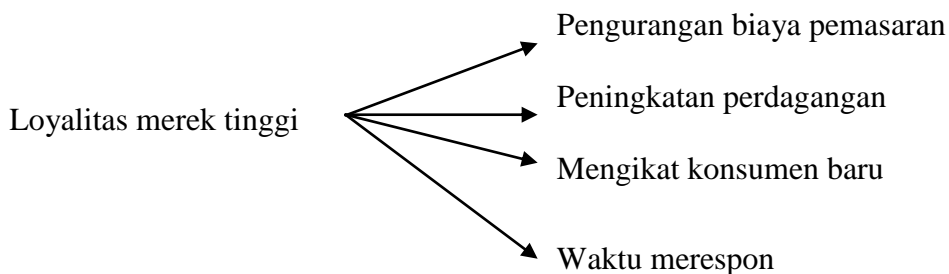 Pengurangan biaya pemasaran
Peningkatan perdagangan
Loyalitas merek tinggi
Mengikat konsumen baru
Waktu merespon